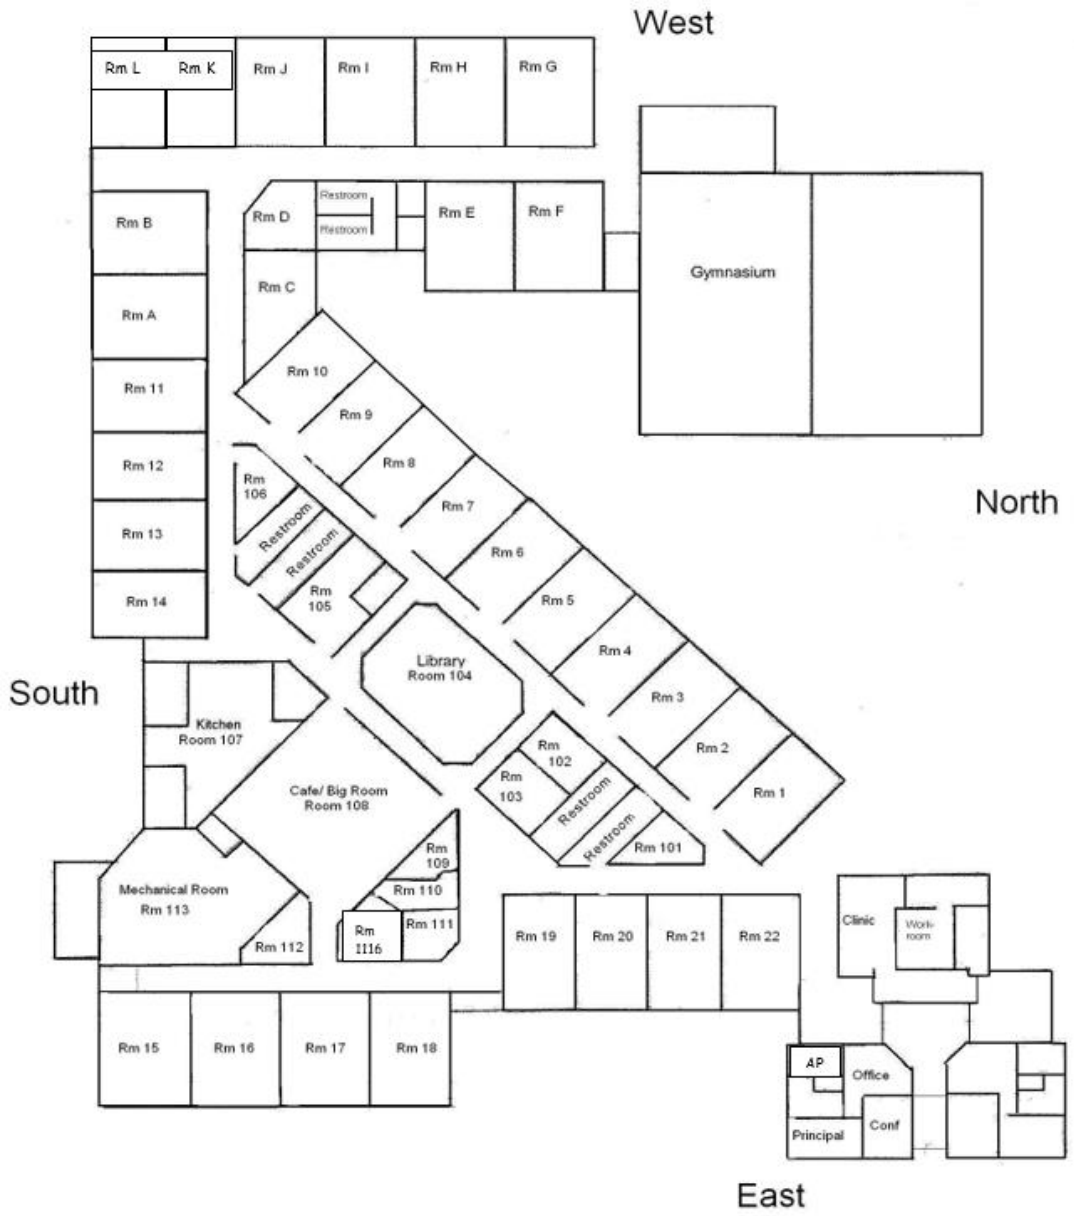 West
Rm L
Rm K
Rm J
Rm I
Rm H
Rm G
Rm B
Rm D
Restroom
Restroom
Rm E
Rm F
Gymnasium
Rm C
Rm A
Rm 10
Rm 11
Rm 9
Rm 12
Rm 8
Rm
106
Rm 7
North
Restroom
Rm 13
Restroom
Rm 6
Rm 14
Rm
105
Rm 5
Rm 4
Library
Room 104
South
Rm 3
Kitchen
Room 107
Rm 2
Rm
102
Rm
103
Cafe/ Big Room
Room 108
Rm 1
Restroom
Restroom
Rm 101
Rm
109
Mechanical Room
Rm 113
Rm 110
Rm 111
Rm
1116
Rm 112
Rm 19
Rm 20
Rm 21
Rm 22
Clinic
Work-
room
Rm 15
Rm 16
Rm 17
Rm 18
AP
Office
Principal
Conf
East